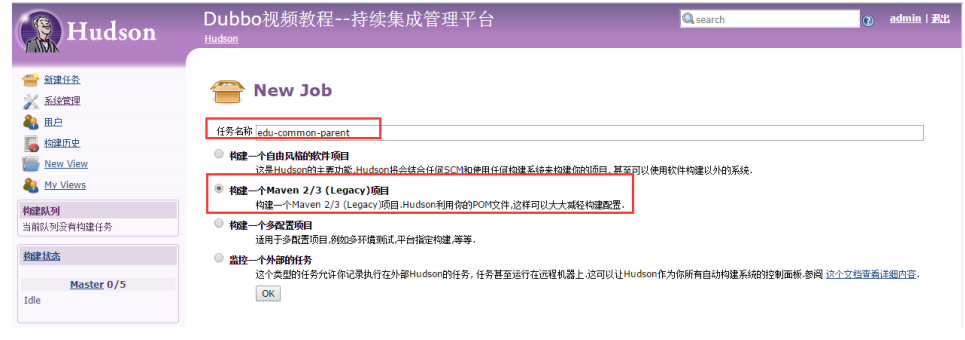 Hudson
Dubbo视频教程--持续集成管理平台
search
admin | 退出
Hudson
新建任务
系统管理
用户
构建历史
New View
My Views
构建队列
当前队列没有构建任务
构建状态
Master 0/5
Idle
New Job
任务名称 edu-common-parent
构建一个自由风格的软件项目
这是Hudson的主要功能.Hudson将会结合任何SCM和使用任何构建系统来构建你的项目, 甚至可以使用软件构建以外的系统.
构建一个Maven 2/3 (Legacy)项目
构建一个Maven 2/3 (Legacy)项目.Hudson利用你的POM文件,这样可以大大减轻构建配置.
构建一个多配置项目
适用于多配置项目,例如多环境测试,平台指定构建,等等.
监控一个外部的任务
这个类型的任务允许你记录执行在外部Hudson的任务, 任务甚至运行在远程机器上.这可以让Hudson作为你所有自动构建系统的控制面板.参阅 这个文档查看详细内容.
OK